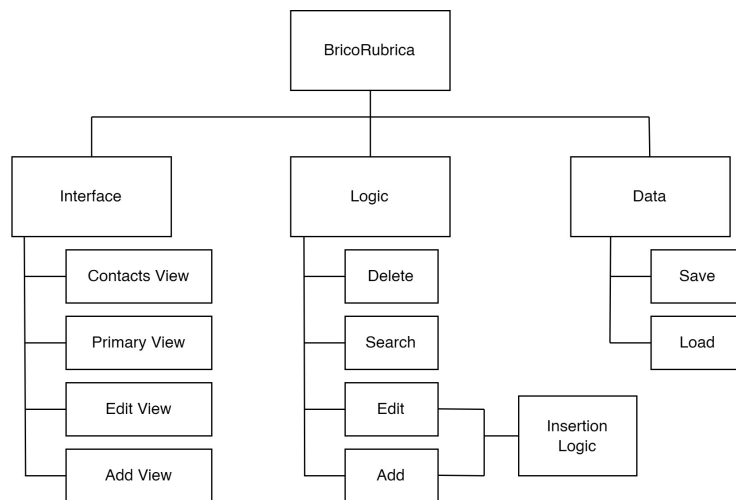 BricoRubrica
Interface
Logic
Data
Contacts View
Delete
Save
Primary View
Search
Load
Edit View
Edit
Insertion
Logic
Add View
Add